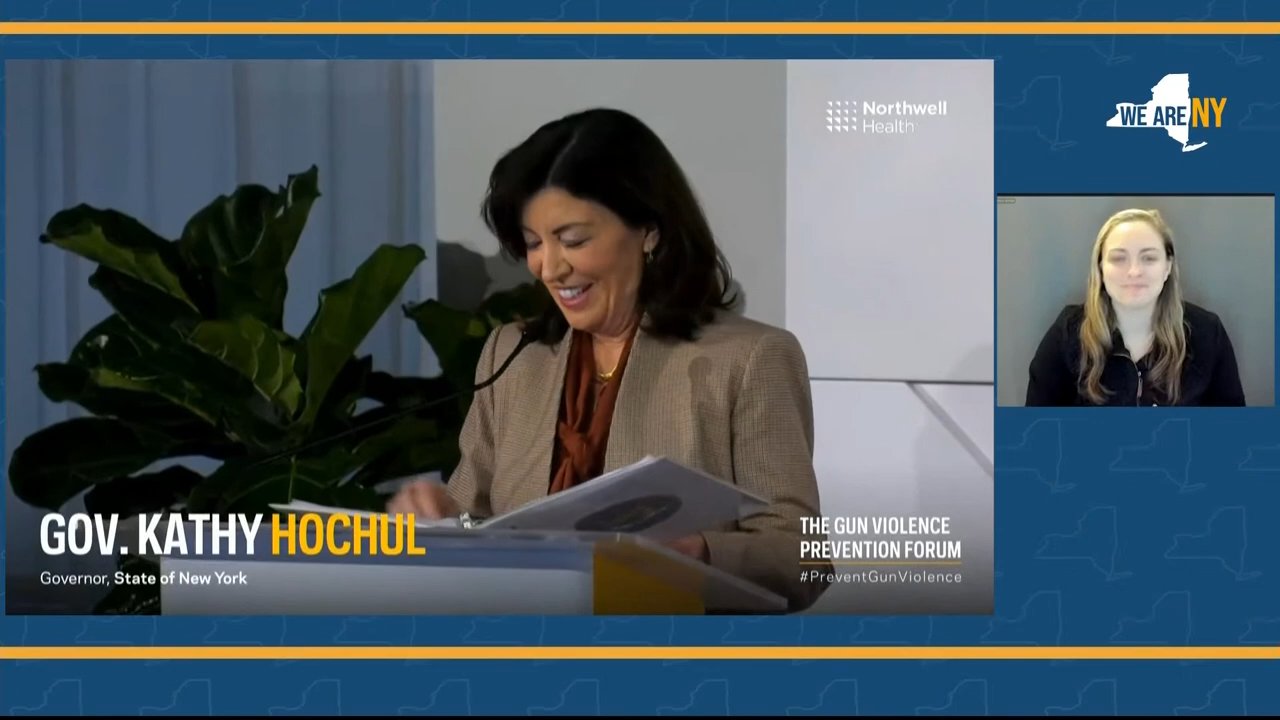 Northwell
Health
WE ARE NY
GOV. KATHY HOCHUL
Governor, State of New York
THE GUN VIOLENCE
PREVENTION FORUM
#PreventGunViolence